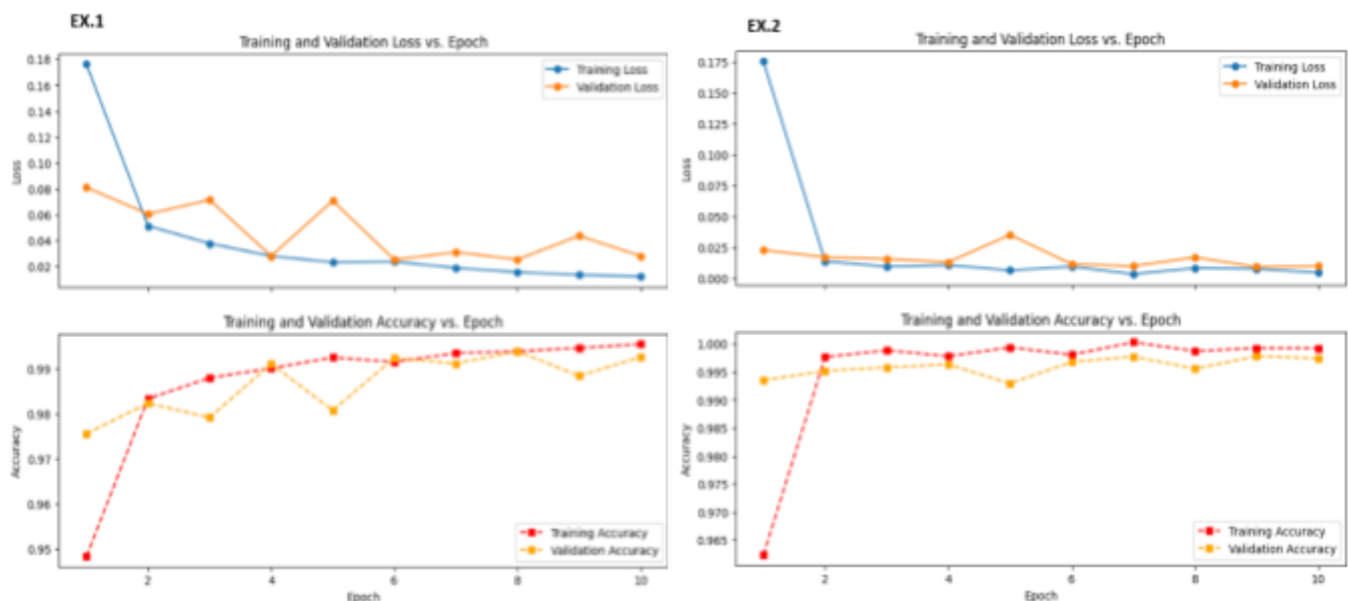 EX.1
Training and Validation Loss vs. Epoch
Training Loss
Validation Loss
0.18
0.16
0.14
0.12
0.10
0.08
0.06
0.04
0.02
Loss
Training and Validation Accuracy vs. Epoch
0.99
0.98
0.97
0.96
0.95
Accuracy
Training Accuracy
Validation Accuracy
2 4 6 8 10
Epoch
EX.2
Training and Validation Loss vs. Epoch
Training Loss
Validation Loss
0.175
0.150
0.125
0.100
0.075
0.050
0.025
0.000
Loss
Training and Validation Accuracy vs. Epoch
1.000
0.995
0.990
0.985
0.980
0.975
0.970
0.965
Accuracy
Training Accuracy
Validation Accuracy
2 4 6 8 10
Epoch